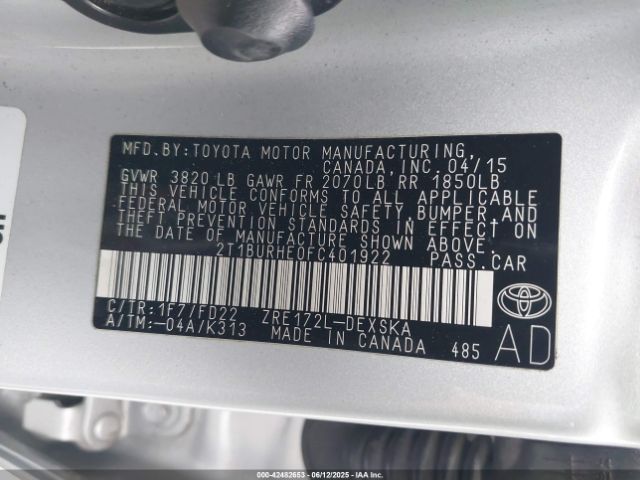 MFD. BY: TOYOTA MOTOR MANUFACTURING,
CANADA, INC. 04/15
GVWR 3820 LB GAWR FR 2070LB RR 1850LB
THIS VEHICLE CONFORMS TO ALL APPLICABLE
FEDERAL MOTOR VEHICLE SAFETY, BUMPER, AND
THEFT PREVENTION STANDARDS IN EFFECT ON
THE DATE OF MANUFACTURE SHOWN ABOVE.
2T1BURHE0FC401922 PASS. CAR
C/TR: 1F7/FD22 ZRE172L-DEXSKA
A/TM: -04A/K313 MADE IN CANADA 485 AD
000-42482653 - 06/12/2025 - IAA Inc.